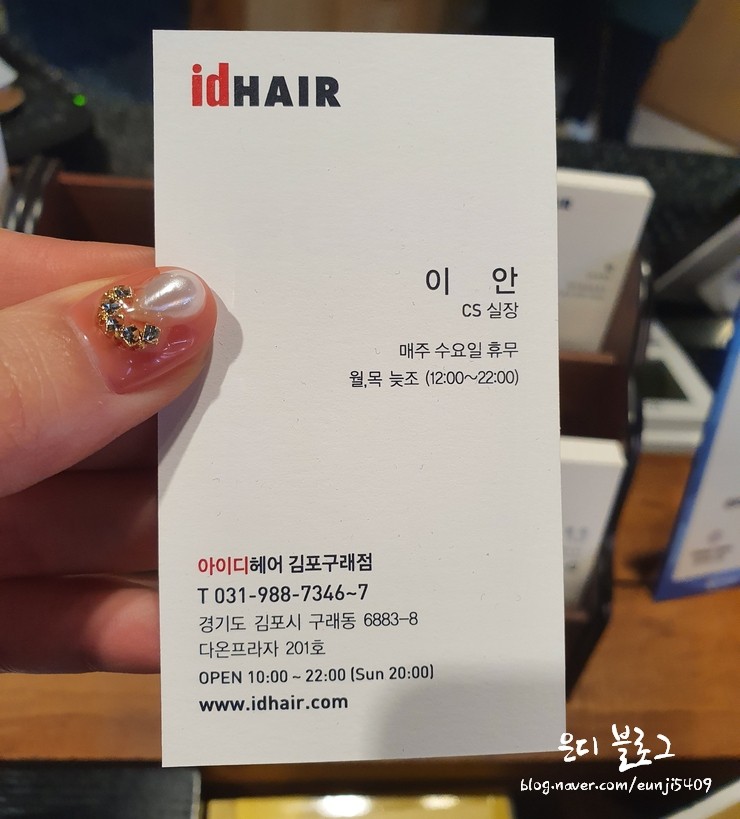 idHAIR
이 안
CS 실장
매주 수요일 휴무
월,목 늦조 (12:00~22:00)
아이디헤어 김포구래점
T 031-988-7346~7
경기도 김포시 구래동 6883-8
다온프라자 201호
OPEN 10:00 ~ 22:00 (Sun 20:00)
www.idhair.com
은디 블로그
blog.naver.com/eunji5409